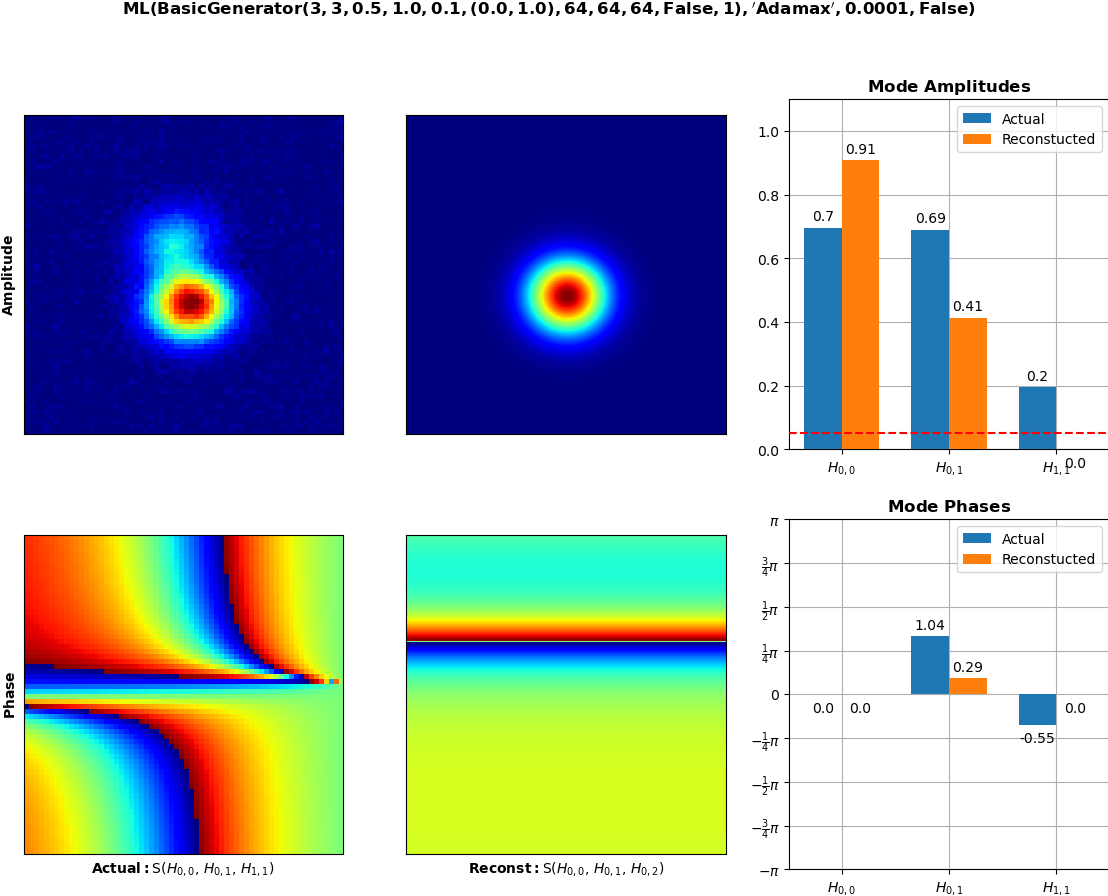 ML(BasicGenerator(3, 3, 0.5, 1.0, 0.1, (0.0, 1.0), 64, 64, 64, False, 1), ′Adamax′, 0.0001, False)
Amplitude
Mode Amplitudes
Actual
Reconstucted
1.0
0.8
0.6
0.4
0.2
0.0
0.7
0.91
0.69
0.41
0.2
0.0
H0,0
H0,1
H1,1
Phase
Actual: S(H0,0, H0,1, H1,1)
Reconst: S(H0,0, H0,1, H0,2)
Mode Phases
Actual
Reconstucted
π
3/4π
1/2π
1/4π
0
−1/4π
−1/2π
−3/4π
−π
0.0
0.0
1.04
0.29
-0.55
0.0
H0,0
H0,1
H1,1